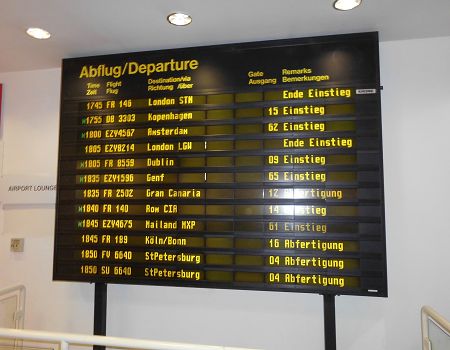 Abflug/Departure
Time Flight Destination/via Gate Remarks
Zeit Flug Richtung /über Ausgang Bemerkungen
1745 FR 146 London STN Ende Einstieg
1755 OB 3303 Kopenhagen 15 Einstieg
1800 EZY4567 Amsterdam 62 Einstieg
1805 EZY8214 London LGW Ende Einstieg
1805 FR 8559 Dublin 09 Einstieg
1835 EZY1596 Genf 65 Einstieg
1835 FR 2502 Gran Canaria 12 Abfertigung
1840 FR 140 Rom CIA 14 Einstieg
1845 EZY4675 Mailand MXP 61 Einstieg
1845 FR 189 Köln/Bonn 16 Abfertigung
1850 FV 6640 StPetersburg 04 Abfertigung
1850 SU 6640 StPetersburg 04 Abfertigung
AIRPORT LOUNGE